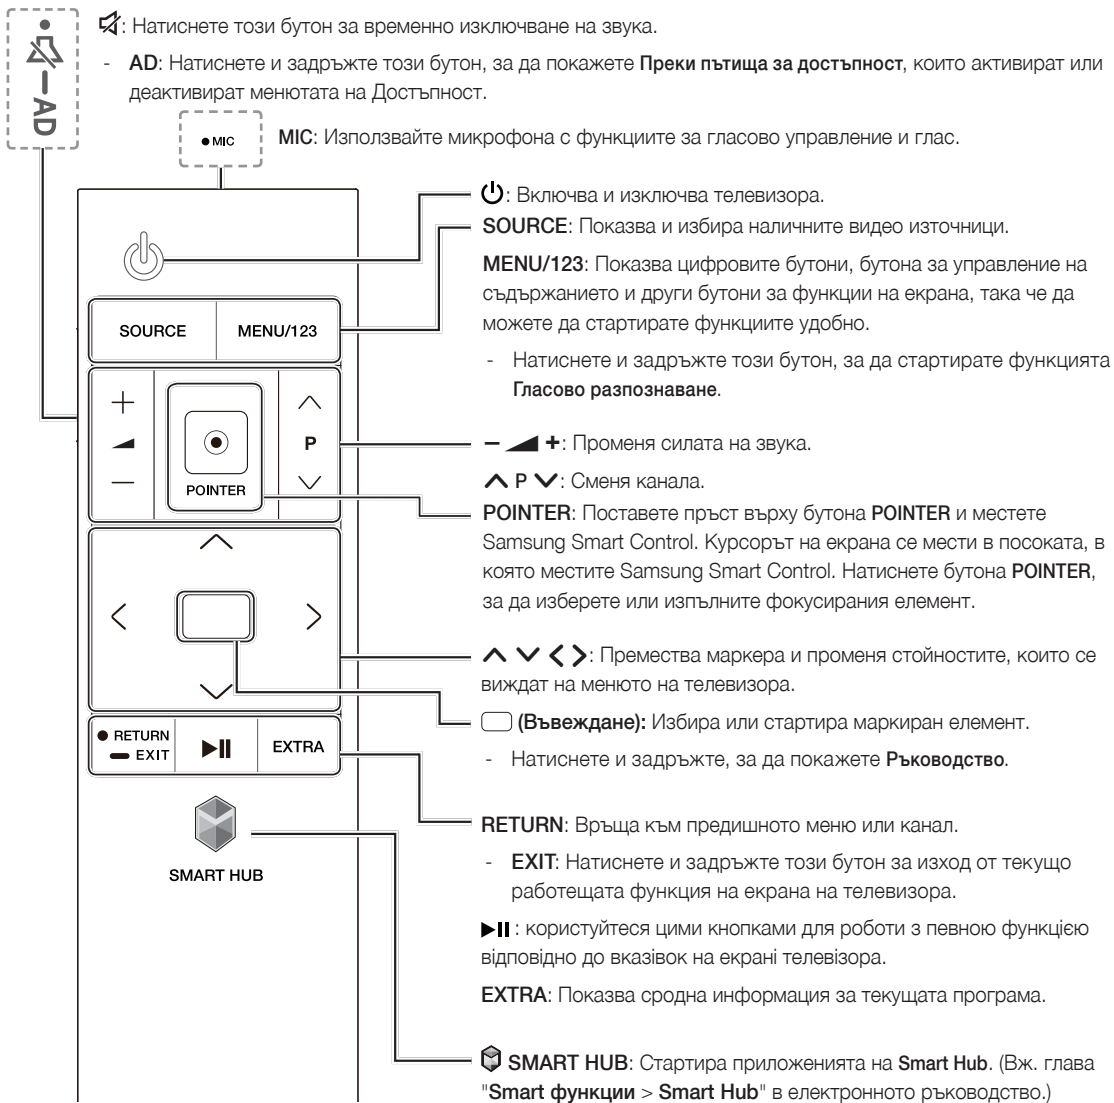 : Натиснете този бутон за временно изключване на звука.
- AD: Натиснете и задръжте този бутон, за да покажете Преки пътища за достъпност, които активират или
деактивират менютата на Достъпност.
AD
MIC
MIC: Използвайте микрофона с функциите за гласово управление и глас.
: Включва и изключва телевизора.
SOURCE: Показва и избира наличните видео източници.
MENU/123: Показва цифровите бутони, бутона за управление на
съдържанието и други бутони за функции на екрана, така че да
можете да стартирате функциите удобно.
- Натиснете и задръжте този бутон, за да стартирате функцията
Гласово разпознаване.
SOURCE
MENU/123
+
P
—
POINTER
− +: Променя силата на звука.
P : Сменя канала.
POINTER: Поставете пръст върху бутона POINTER и местете
Samsung Smart Control. Курсорът на екрана се мести в посоката, в
която местите Samsung Smart Control. Натиснете бутона POINTER,
за да изберете или изпълните фокусирания елемент.
: Премества маркера и променя стойностите, които се
виждат на менюто на телевизора.
(Въвеждане): Избира или стартира маркиран елемент.
- Натиснете и задръжте, за да покажете Ръководство.
RETURN
EXIT
EXTRA
SMART HUB
RETURN: Връща към предишното меню или канал.
- EXIT: Натиснете и задръжте този бутон за изход от текущо
работещата функция на екрана на телевизора.
: користуйтеся цими кнопками для роботи з певною функцією
відповідно до вказівок на екрані телевізора.
EXTRA: Показва сродна информация за текущата програма.
SMART HUB: Стартира приложенията на Smart Hub. (Вж. глава
"Smart функции > Smart Hub" в електронното ръководство.)